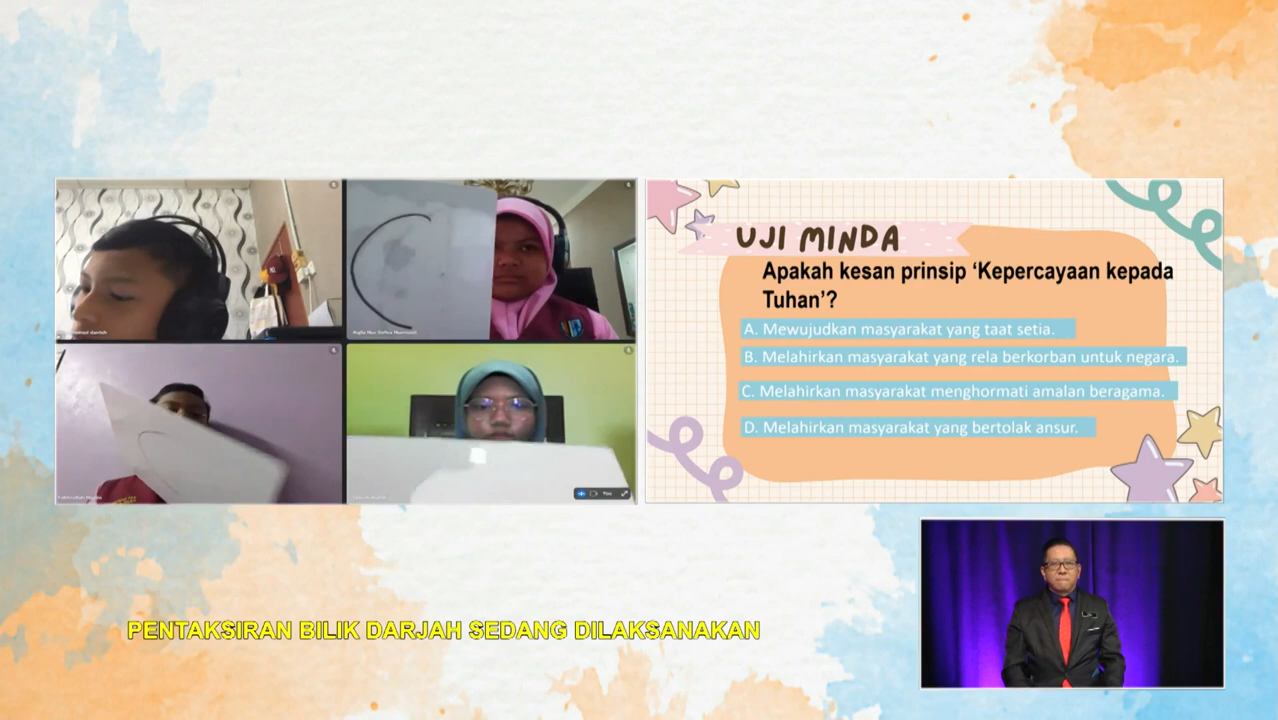 UJI MINDA
Apakah kesan prinsip ‘Kepercayaan kepada
Tuhan’?
A. Mewujudkan masyarakat yang taat setia.
B. Melahirkan masyarakat yang rela berkorban untuk negara.
C. Melahirkan masyarakat menghormati amalan beragama.
D. Melahirkan masyarakat yang bertolak ansur.
C
You
PENTAKSIRAN BILIK DARJAH SEDANG DILAKSANAKAN